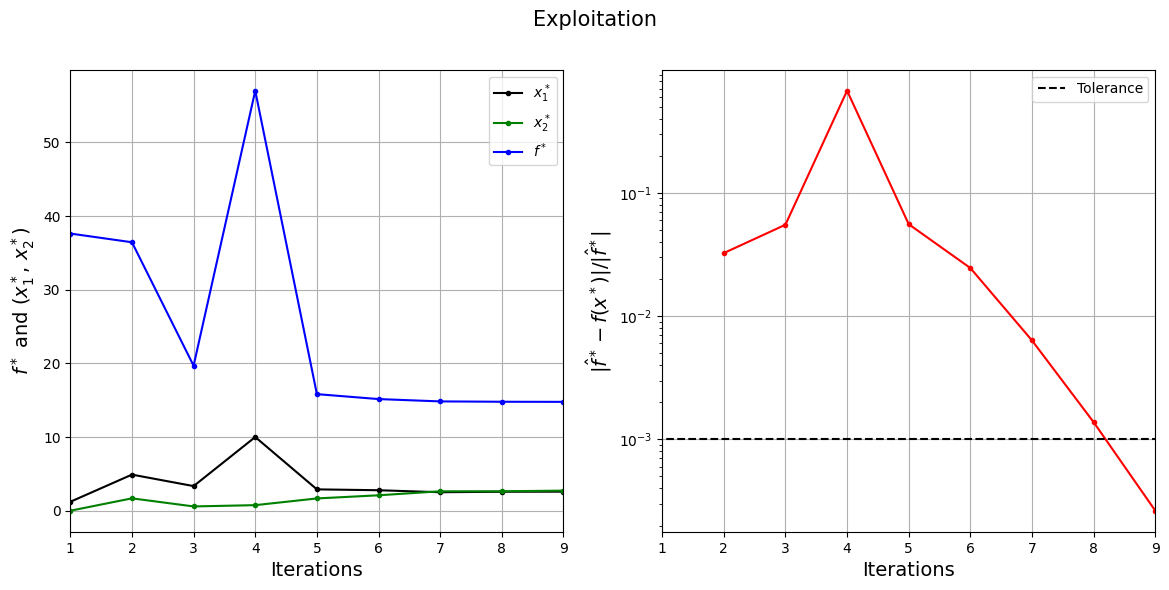 Exploitation
f* and (x₁*, x₂*)
50
40
30
20
10
0
x₁*
x₂*
f*
1 2 3 4 5 6 7 8 9
Iterations
|f̂* − f(x*)|/|f̂*|
10⁻¹
10⁻²
10⁻³
Tolerance
1 2 3 4 5 6 7 8 9
Iterations